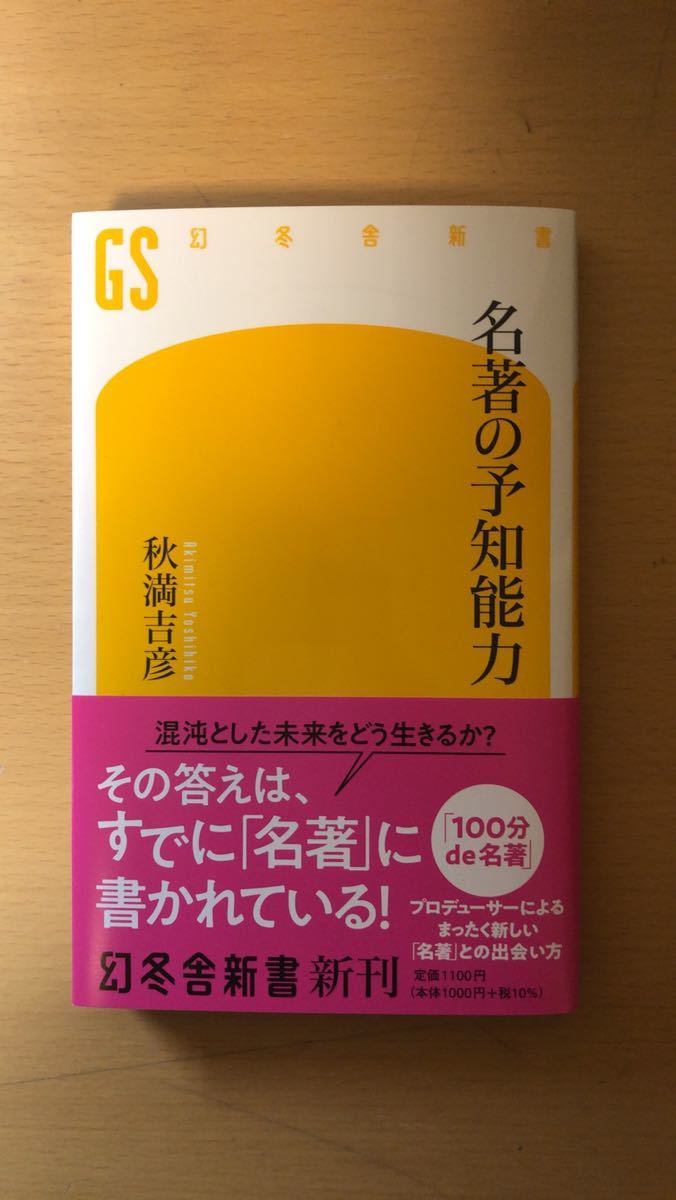 GS
幻冬舎新書
名著の予知能力
秋満吉彦
Akimitsu Yoshihiko
混沌とした未来をどう生きるか?
その答えは、
すでに「名著」に
書かれている!
「100分
de名著」
プロデューサーによる
まったく新しい
「名著」との出会い方
幻冬舎新書 新刊
定価1100円
(本体1000円+税10%)